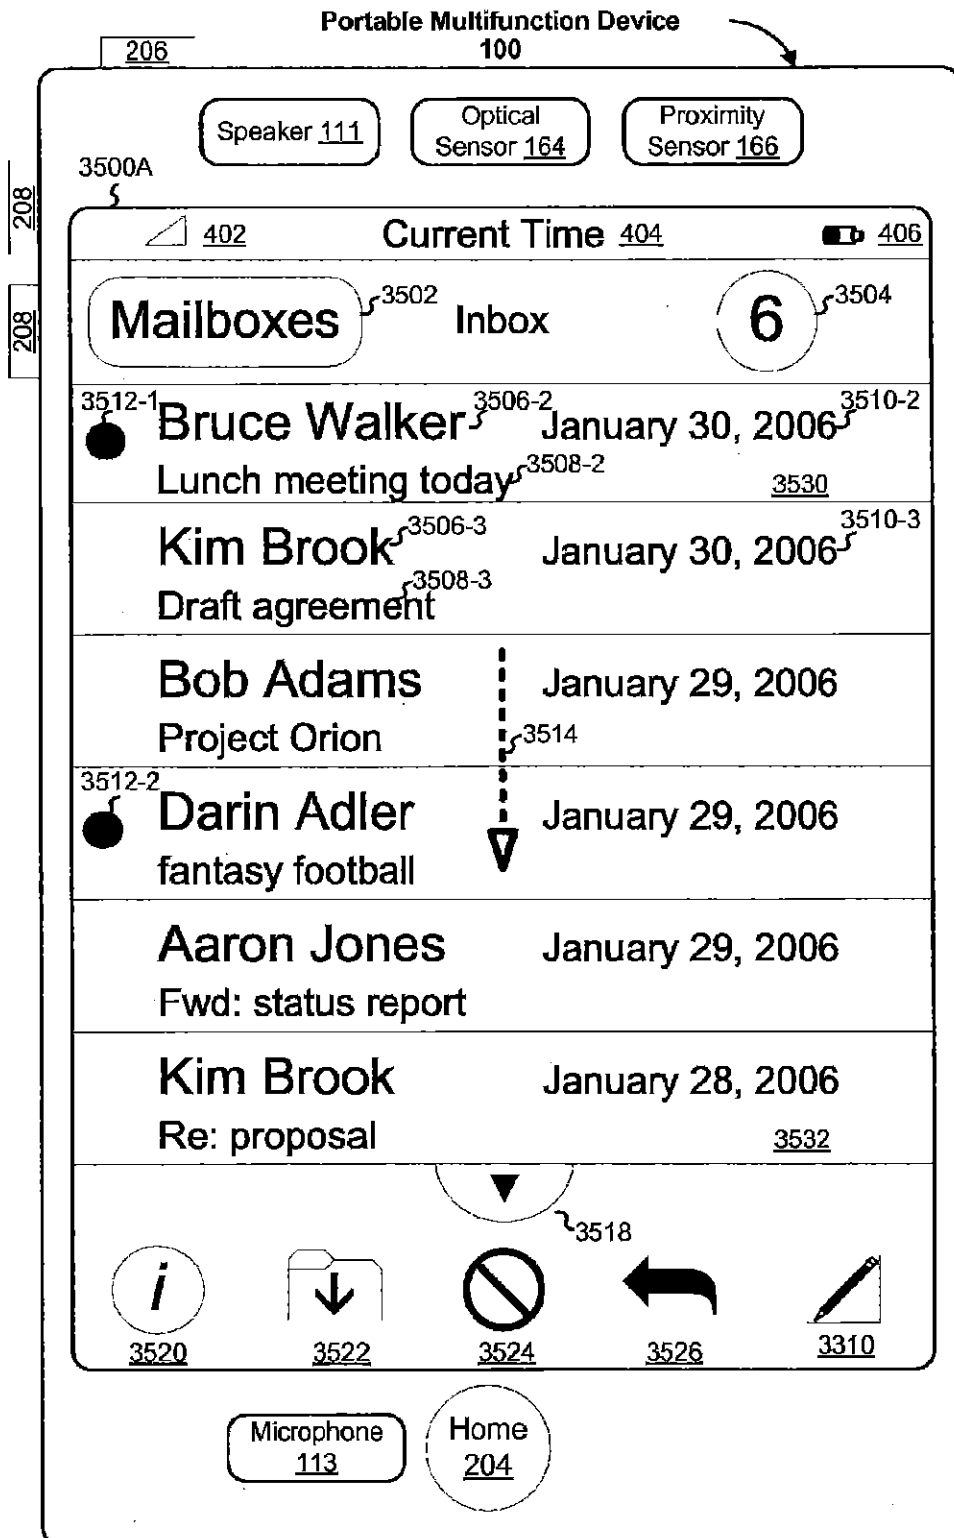 Portable Multifunction Device
100
206
Speaker 111
Optical
Sensor 164
Proximity
Sensor 166
3500A
208
402 Current Time 404 406
208
Mailboxes 3502 Inbox 6 3504
3512-1 Bruce Walker 3506-2 January 30, 2006 3510-2
Lunch meeting today 3508-2 3530
Kim Brook 3506-3 January 30, 2006 3510-3
Draft agreement 3508-3
Bob Adams January 29, 2006
Project Orion 3514
3512-2 Darin Adler January 29, 2006
fantasy football
Aaron Jones January 29, 2006
Fwd: status report
Kim Brook January 28, 2006
Re: proposal 3532
3518
i
3520 3522 3524 3526 3310
Microphone
113
Home
204